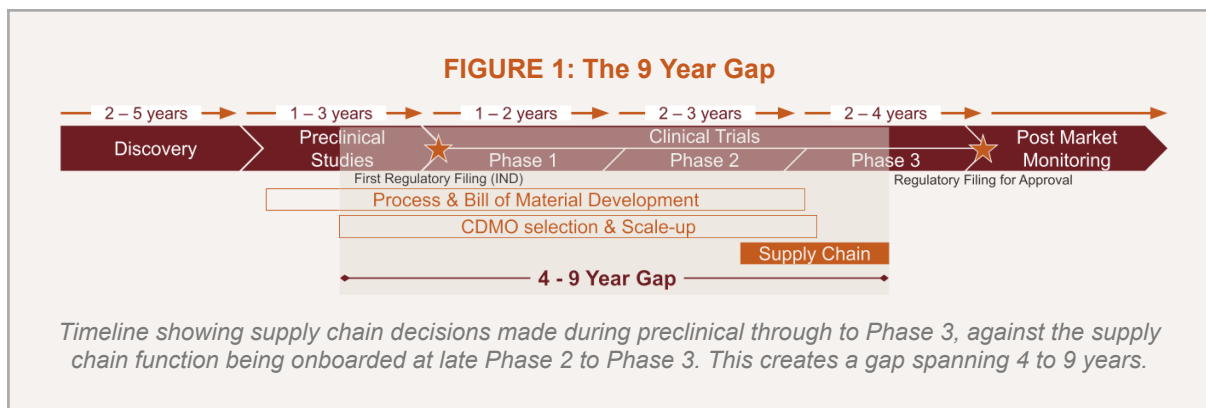 FIGURE 1: The 9 Year Gap
2 – 5 years
1 – 3 years
1 – 2 years
2 – 3 years
2 – 4 years
Discovery
Preclinical
Studies
Clinical Trials
Phase 1
Phase 2
Phase 3
Post Market
Monitoring
First Regulatory Filing (IND)
Regulatory Filing for Approval
Process & Bill of Material Development
CDMO selection & Scale-up
Supply Chain
4 - 9 Year Gap
Timeline showing supply chain decisions made during preclinical through to Phase 3, against the supply
chain function being onboarded at late Phase 2 to Phase 3. This creates a gap spanning 4 to 9 years.